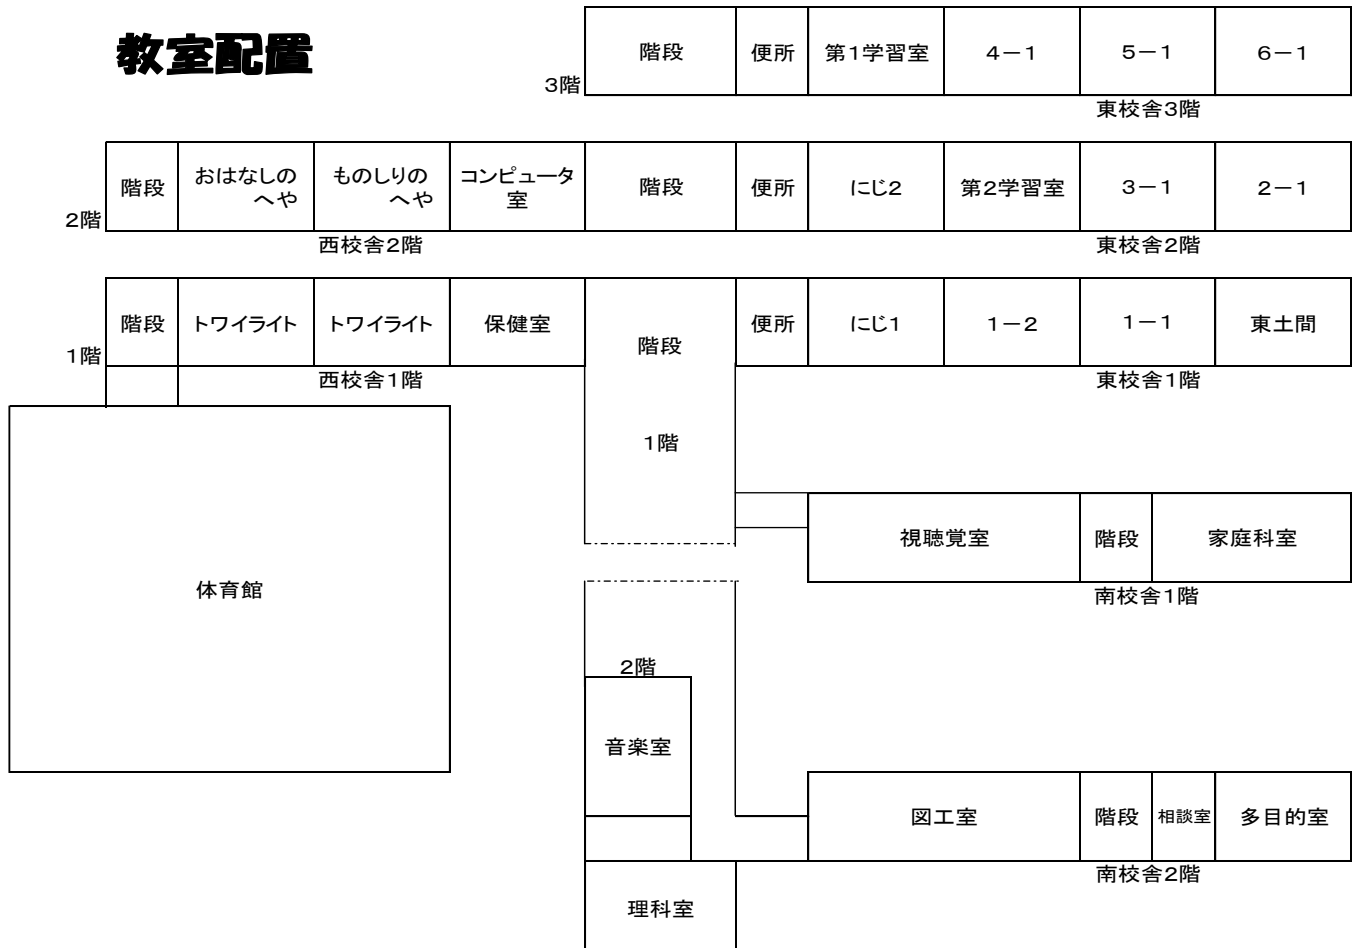 教室配置
3階
階段 便所 第1学習室 4－1 5－1 6－1
東校舎3階
2階
階段 おはなしの ものしりの コンピュータ 階段 便所 にじ2 第2学習室 3－1 2－1
へや へや 室
西校舎2階 東校舎2階
1階
階段 トワイライト トワイライト 保健室 階段 便所 にじ1 1－2 1－1 東土間
西校舎1階 東校舎1階
1階
視聴覚室 階段 家庭科室
体育館 南校舎1階
2階
音楽室
図工室 階段 相談室 多目的室
南校舎2階
理科室